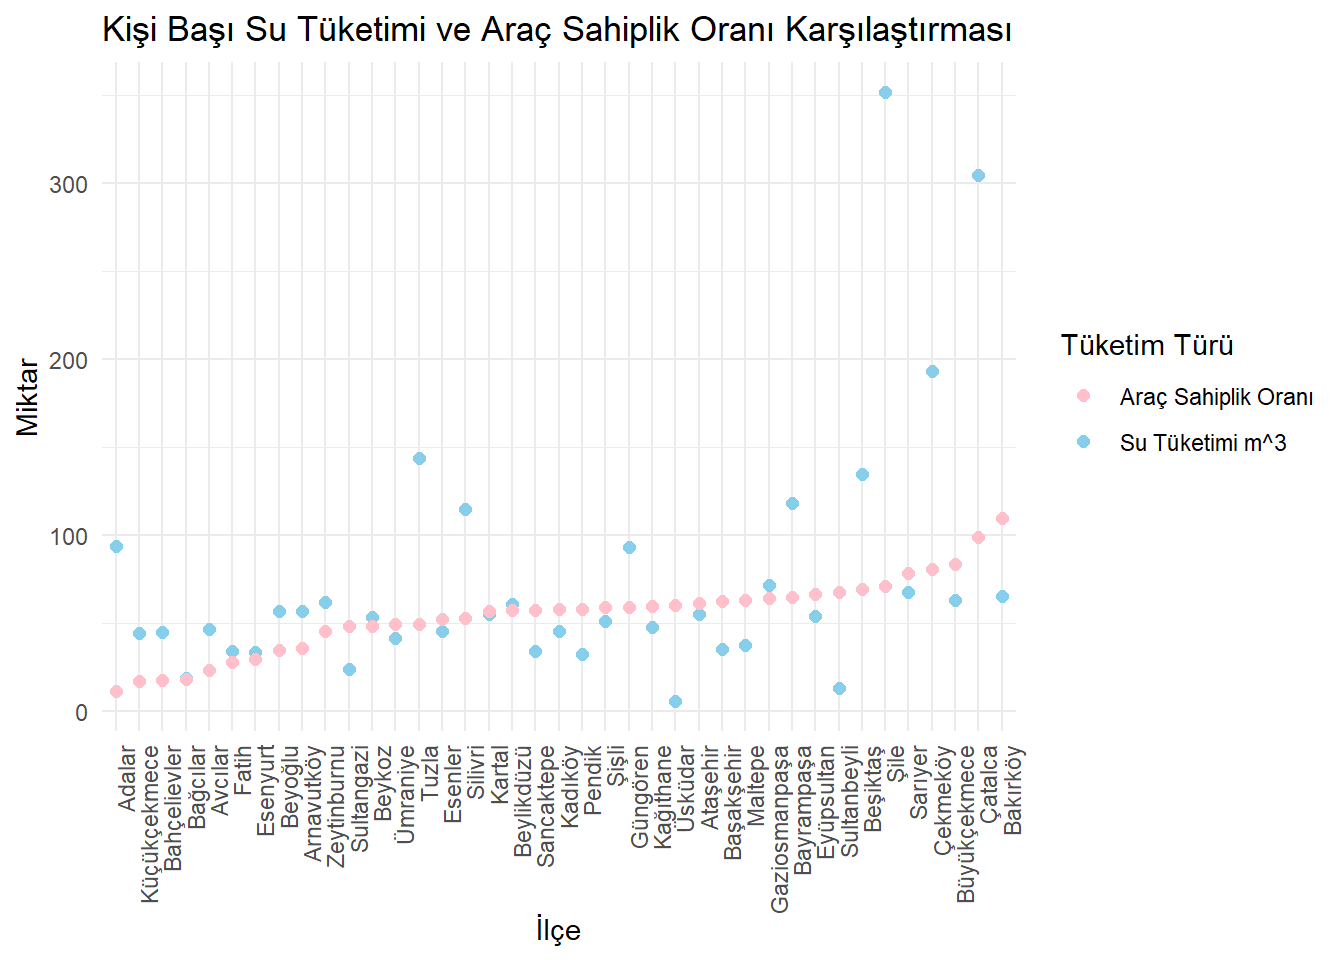 Kişi Başı Su Tüketimi ve Araç Sahiplik Oranı Karşılaştırması
Miktar
300
200
100
0
Adalar
Küçükçekmece
Bahçelievler
Bağcılar
Avcılar
Fatih
Esenyurt
Beyoğlu
Arnavutköy
Zeytinburnu
Sultangazi
Beykoz
Ümraniye
Tuzla
Esenler
Silivri
Kartal
Beylikdüzü
Sancaktepe
Kadıköy
Pendik
Şişli
Güngören
Kağıthane
Üsküdar
Ataşehir
Başakşehir
Maltepe
Gaziosmanpaşa
Bayrampaşa
Eyüpsultan
Sultanbeyli
Beşiktaş
Şile
Sarıyer
Çekmeköy
Büyükçekmece
Çatalca
Bakırköy
İlçe
Tüketim Türü
Araç Sahiplik Oranı
Su Tüketimi m^3